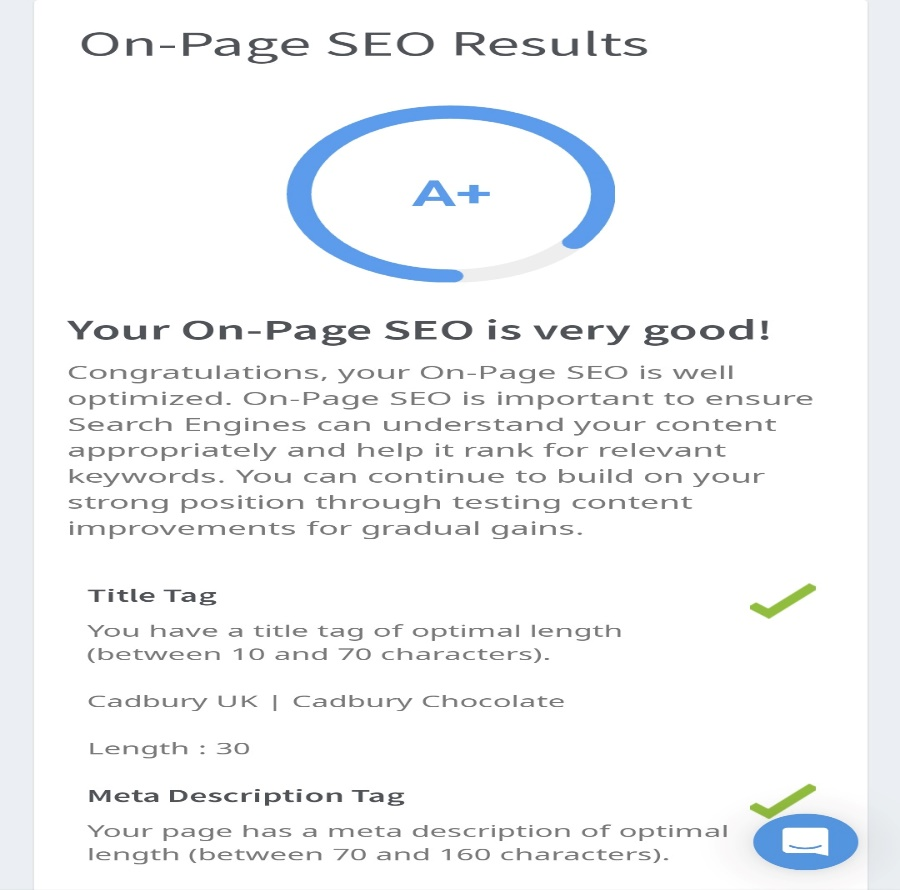 On-Page SEO Results
A+
Your On-Page SEO is very good!
Congratulations, your On-Page SEO is well
optimized. On-Page SEO is important to ensure
Search Engines can understand your content
appropriately and help it rank for relevant
keywords. You can continue to build on your
strong position through testing content
improvements for gradual gains.
Title Tag
You have a title tag of optimal length
(between 10 and 70 characters).
Cadbury UK | Cadbury Chocolate
Length : 30
Meta Description Tag
Your page has a meta description of optimal
length (between 70 and 160 characters).